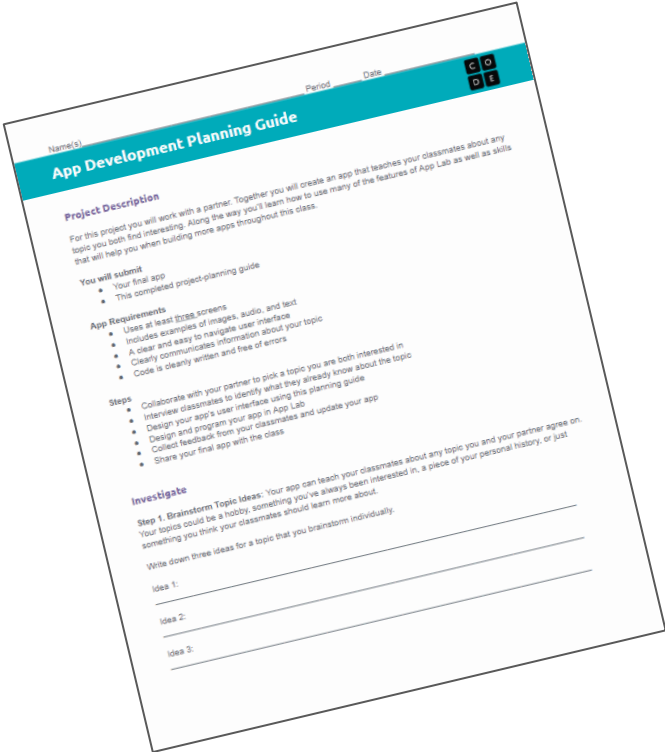 Name(s) Period Date
C O
D E
App Development Planning Guide
Project Description
For this project you will work with a partner. Together you will create an app that teaches your classmates about any
topic you both find interesting. Along the way you'll learn how to use many of the features of App Lab as well as skills
that will help you when building more apps throughout this class.
You will submit
● Your final app
● This completed project-planning guide
App Requirements
● Uses at least three screens
● Includes examples of images, audio, and text
● A clear and easy to navigate user interface
● Clearly communicates information about your topic
● Code is cleanly written and free of errors
Steps
● Collaborate with your partner to pick a topic you are both interested in
● Interview classmates to identify what they already know about the topic
● Design your app's user interface using this planning guide
● Design and program your app in App Lab
● Collect feedback from your classmates and update your app
● Share your final app with the class
Investigate
Step 1. Brainstorm Topic Ideas: Your app can teach your classmates about any topic you and your partner agree on.
Your topics could be a hobby, something you've always been interested in, a piece of your personal history, or just
something you think your classmates should learn more about.
Write down three ideas for a topic that you brainstorm individually.
Idea 1:
Idea 2:
Idea 3: